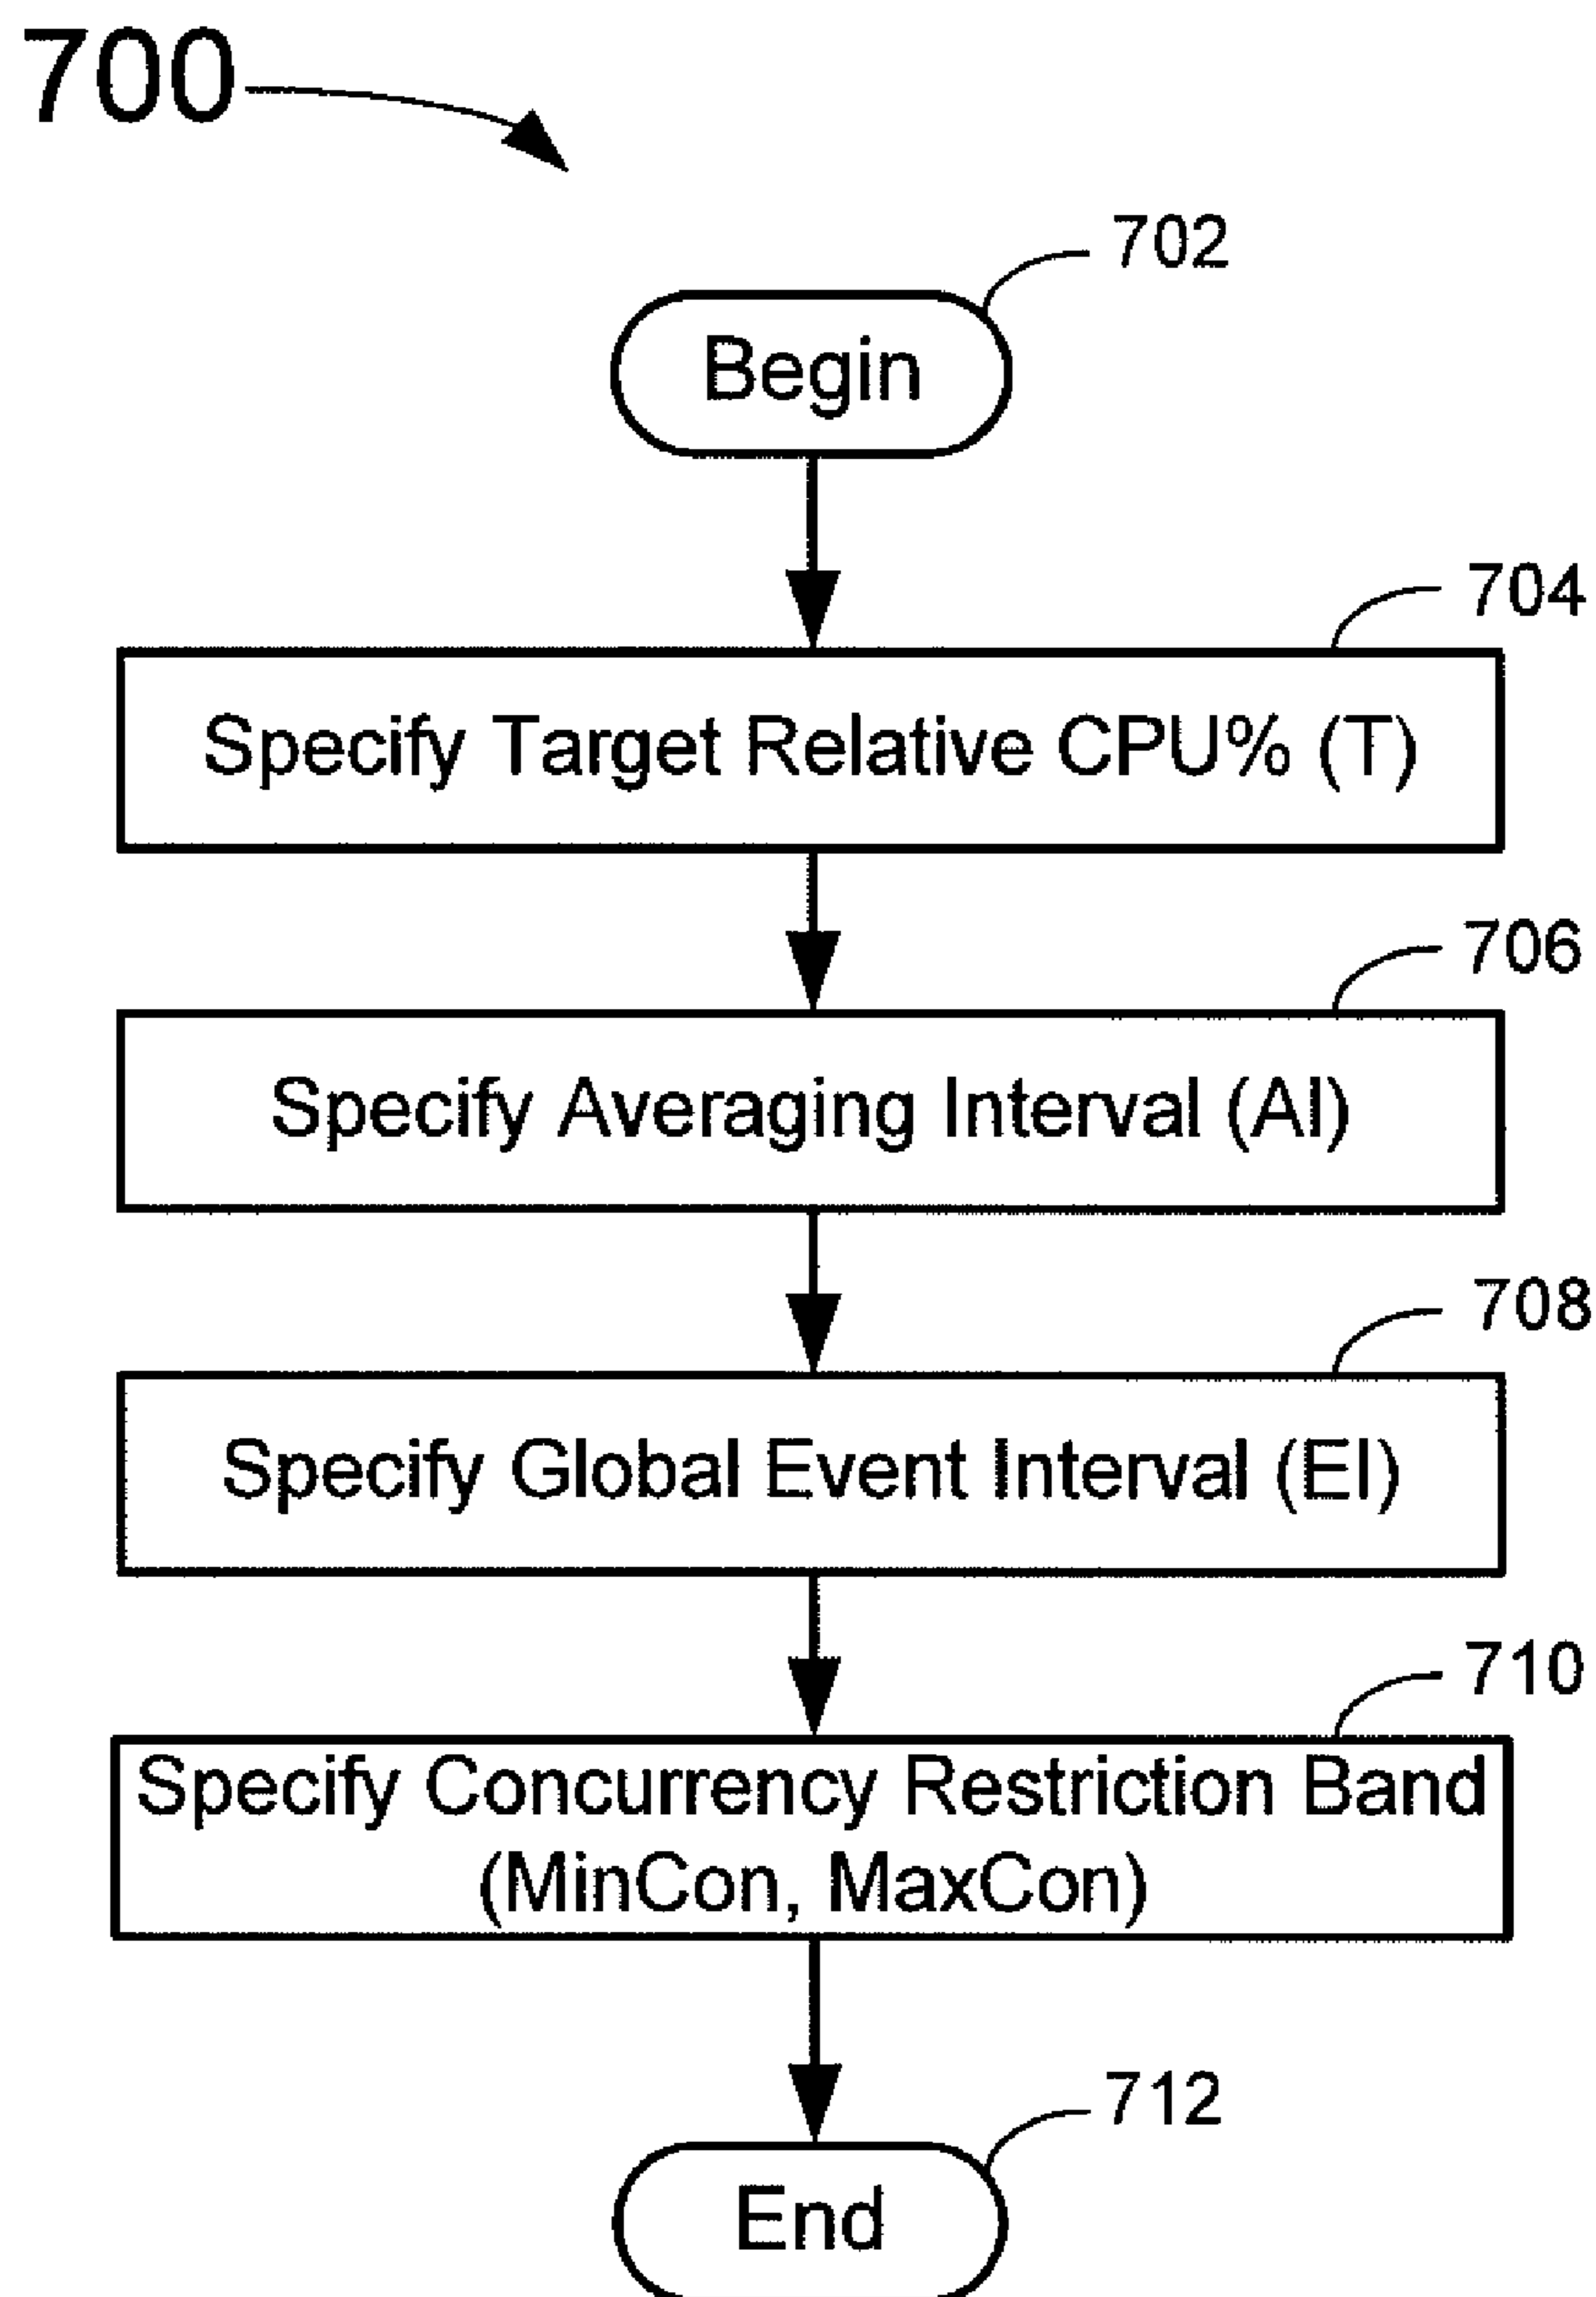 700
702
Begin
704
Specify Target Relative CPU% (T)
706
Specify Averaging Interval (AI)
708
Specify Global Event Interval (EI)
710
Specify Concurrency Restriction Band
(MinCon, MaxCon)
712
End